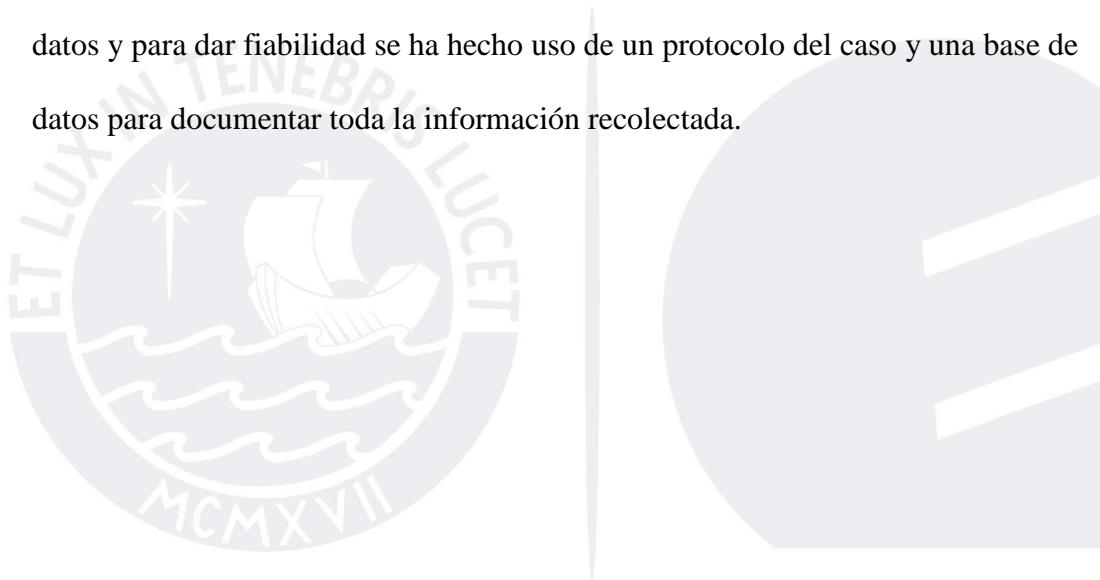 datos y para dar fiabilidad se ha hecho uso de un protocolo del caso y una base de
datos para documentar toda la información recolectada.
ET LUX IN TENEBRIS LUCET
MCMXVII